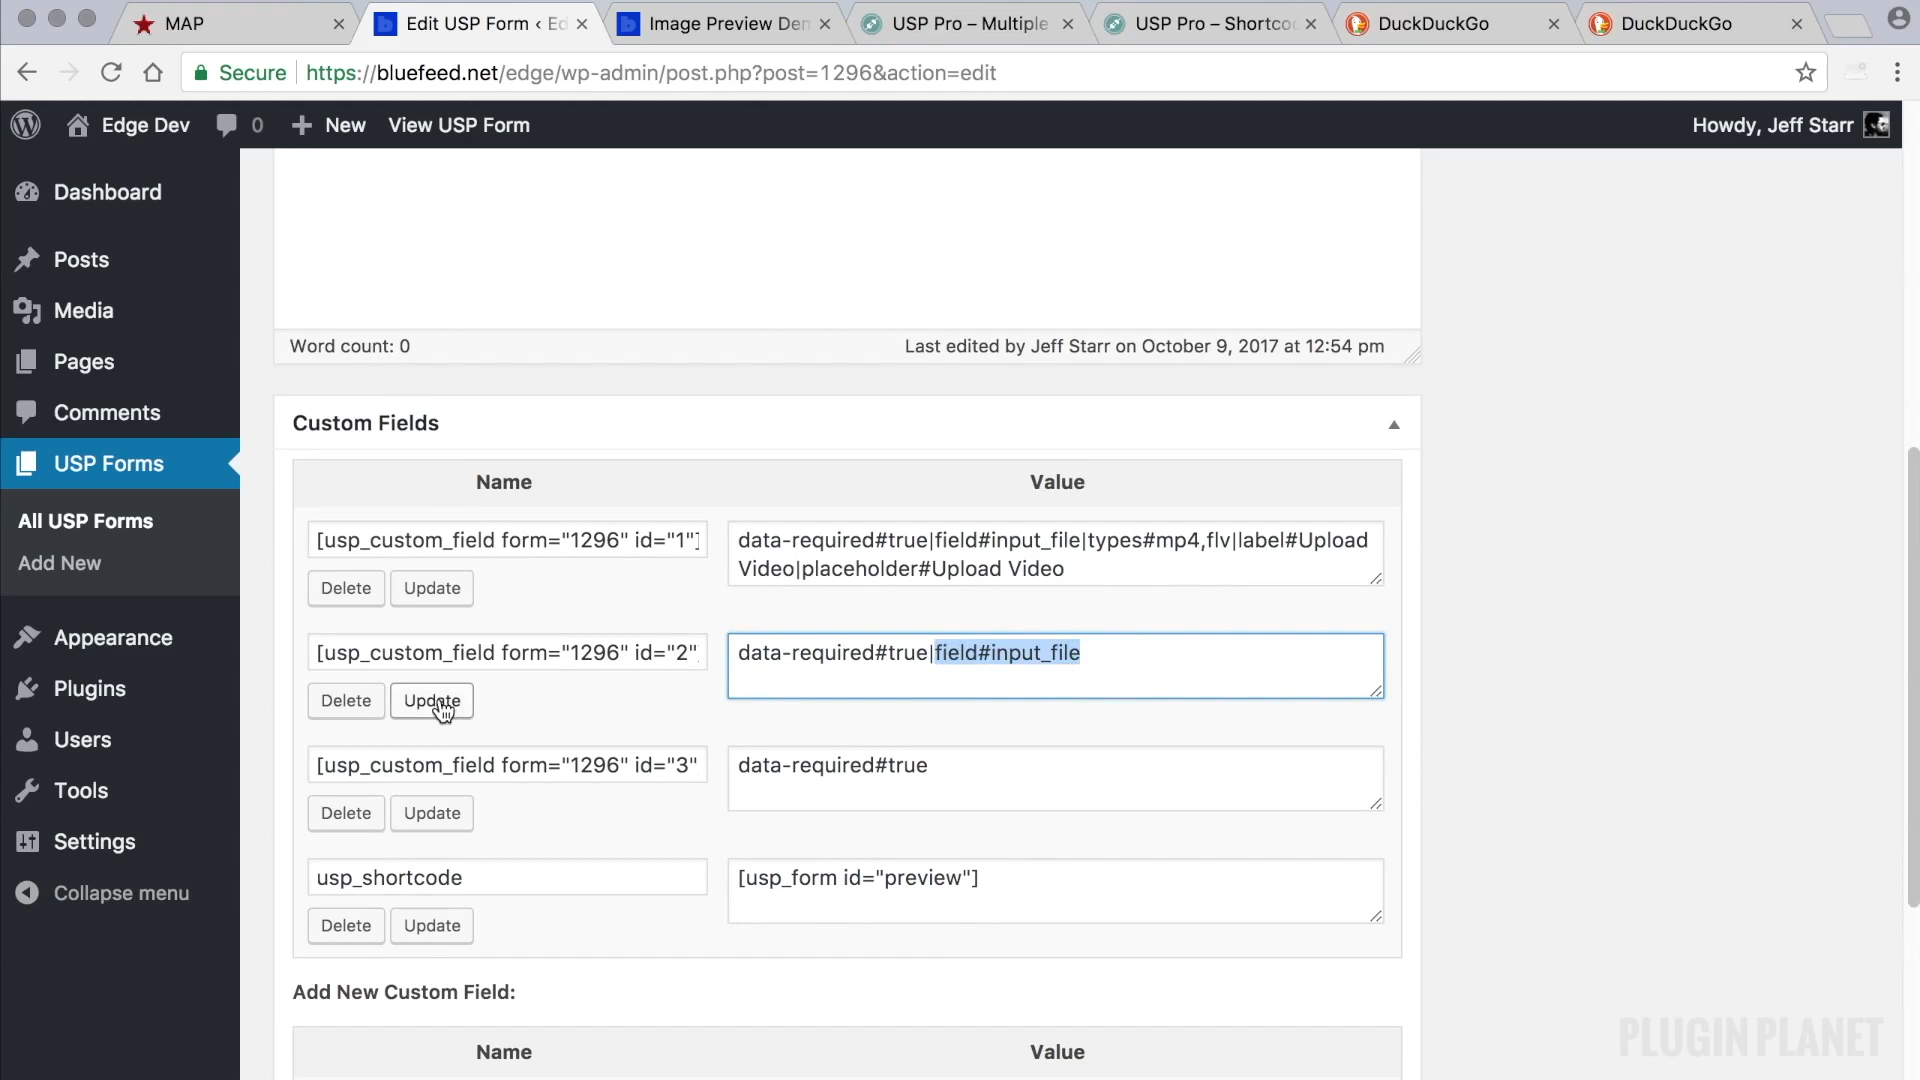 MAP
Edit USP Form ‹ Ed
Image Preview Den
USP Pro – Multiple
USP Pro – Shortco
DuckDuckGo
DuckDuckGo
Secure
https://bluefeed.net/edge/wp-admin/post.php?post=1296&action=edit
Edge Dev
0
New
View USP Form
Howdy, Jeff Starr
Dashboard
Posts
Media
Pages
Comments
USP Forms
All USP Forms
Add New
Appearance
Plugins
Users
Tools
Settings
Collapse menu
Word count: 0
Last edited by Jeff Starr on October 9, 2017 at 12:54 pm
Custom Fields
Name
Value
[usp_custom_field form="1296" id="1"]
data-required#true|field#input_file|types#mp4,flv|label#Upload
Video|placeholder#Upload Video
Delete
Update
[usp_custom_field form="1296" id="2"
data-required#true|field#input_file
Delete
Update
[usp_custom_field form="1296" id="3"
data-required#true
Delete
Update
usp_shortcode
[usp_form id="preview"]
Delete
Update
Add New Custom Field:
Name
Value
PLUGIN PLANET